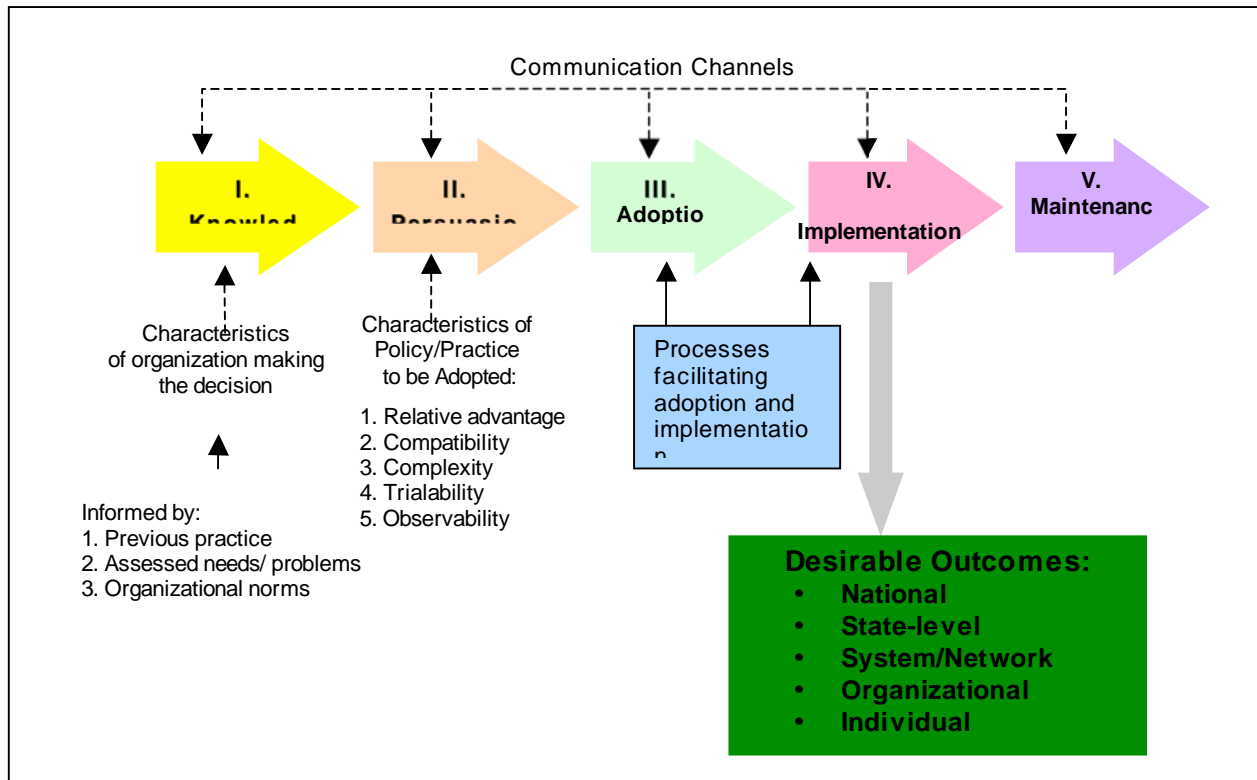 Communication Channels
I.
Knowled
II.
Persuasio
III.
Adoptio
IV.
Implementation
V.
Maintenanc
Characteristics
of organization making
the decision
Informed by:
1. Previous practice
2. Assessed needs/ problems
3. Organizational norms
Characteristics of
Policy/Practice
to be Adopted:
1. Relative advantage
2. Compatibility
3. Complexity
4. Trialability
5. Observability
Processes
facilitating
adoption and
implementatio
n
Desirable Outcomes:
• National
• State-level
• System/Network
• Organizational
• Individual